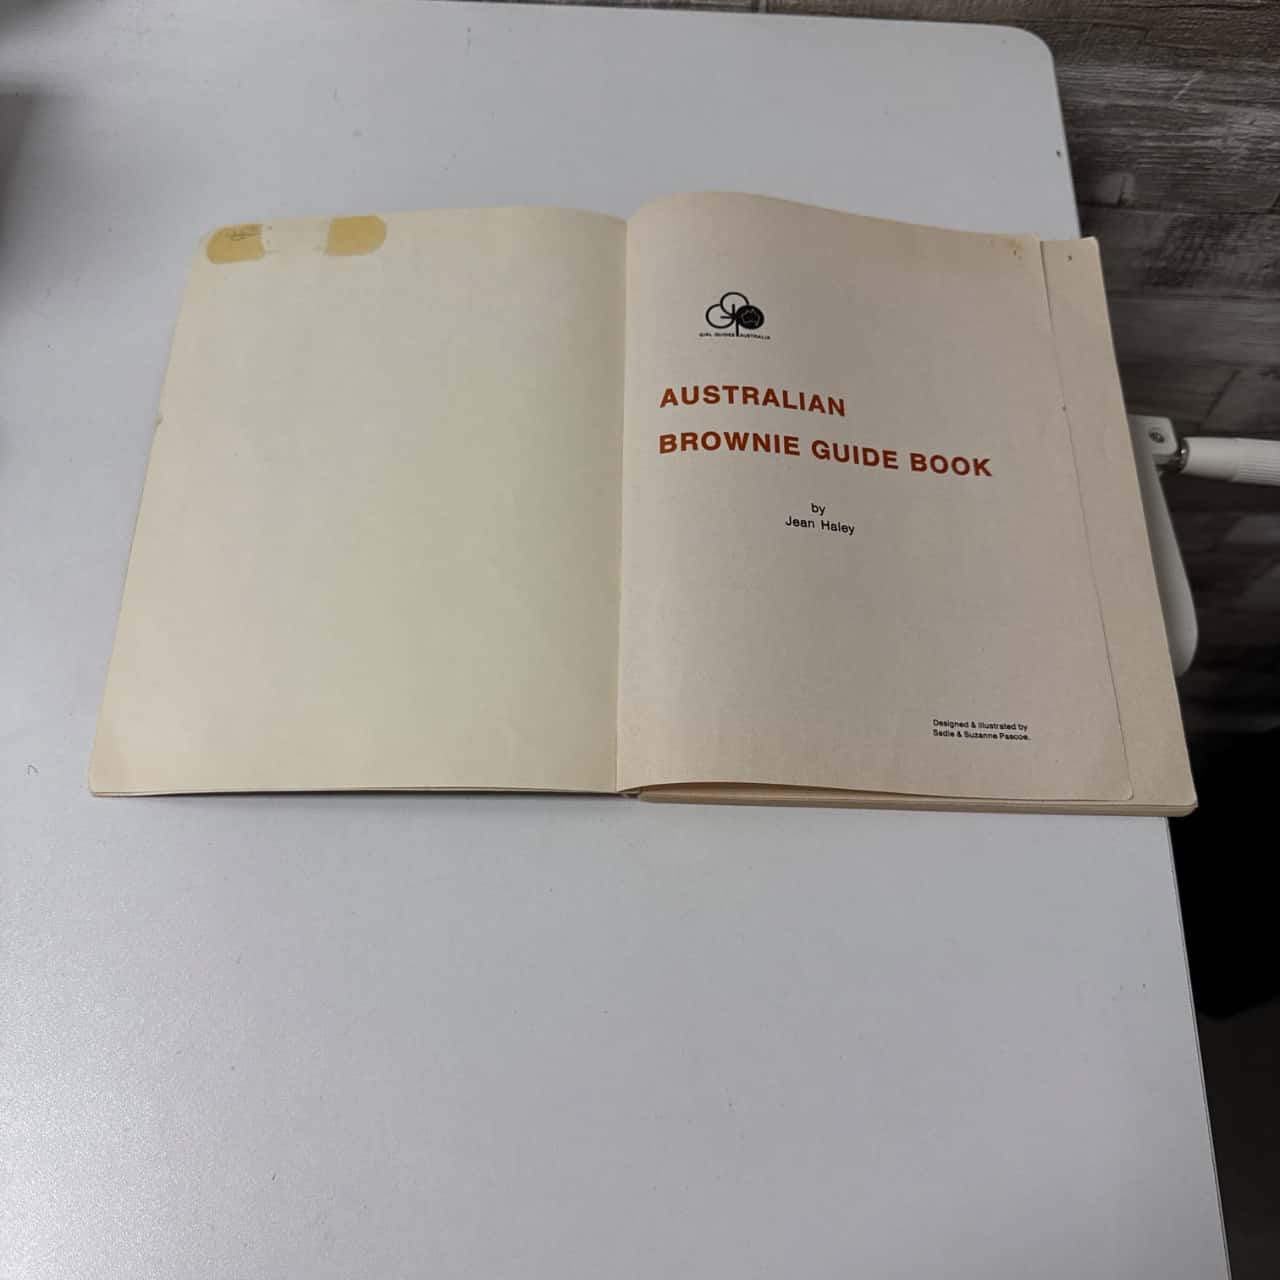 GIRL GUIDES AUSTRALIA
AUSTRALIAN
BROWNIE GUIDE BOOK
by
Jean Haley
Designed & Illustrated by
Sadie & Suzanne Pascoe.